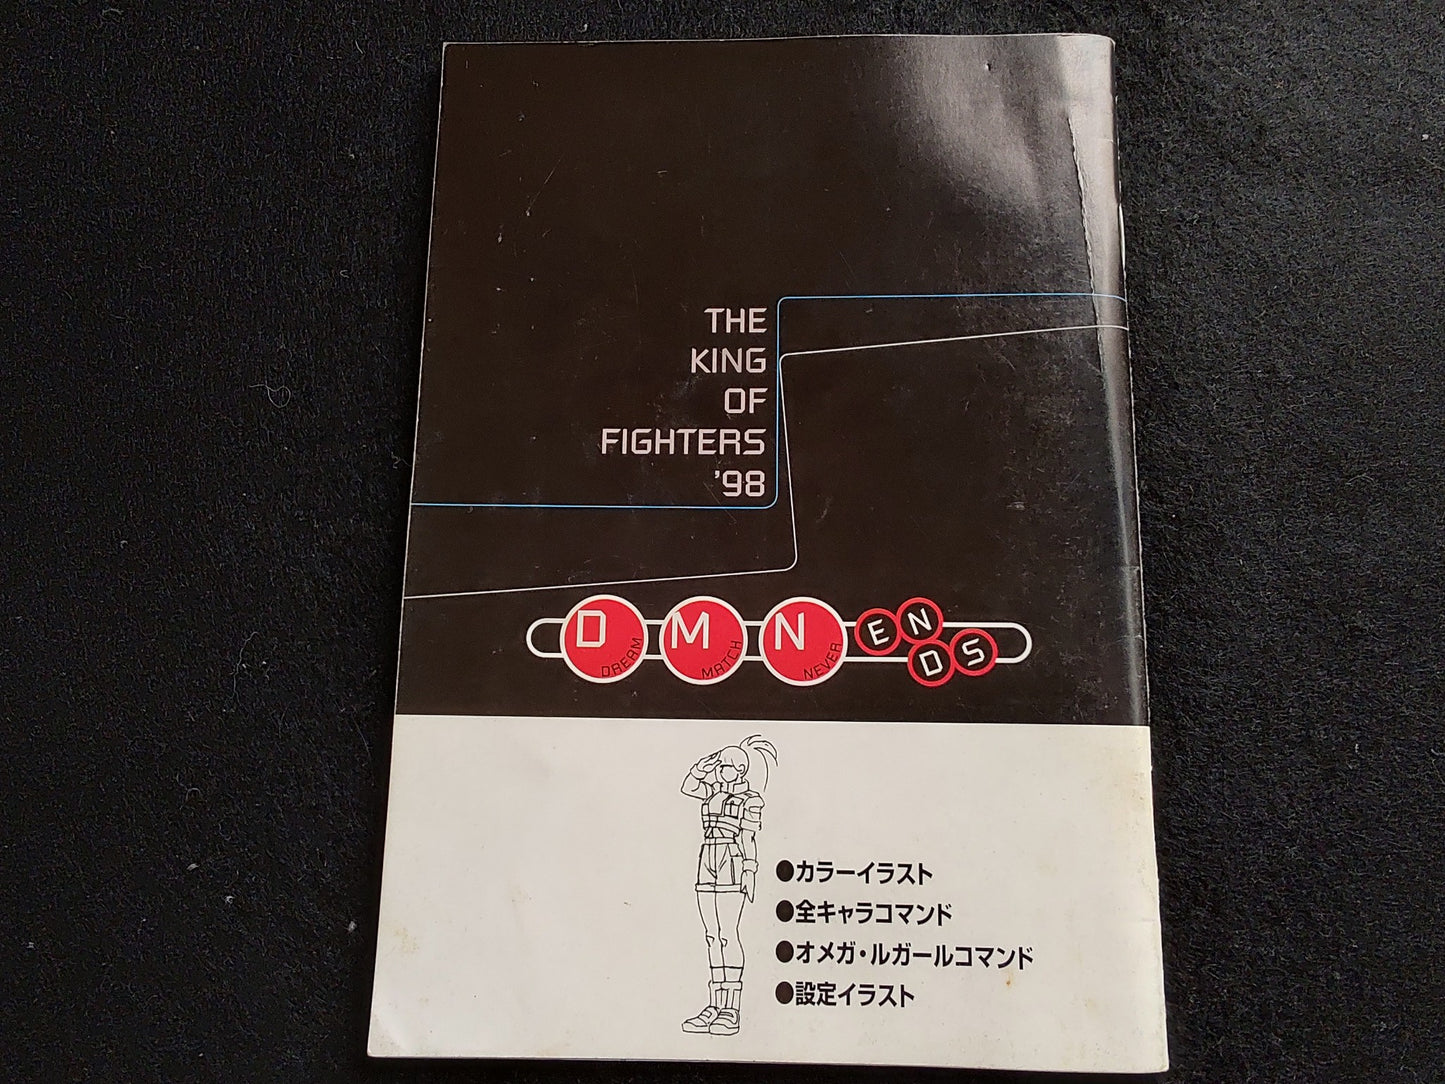 THE
KING
OF
FIGHTERS
'98
D M N ENDS
DREAM MATCH NEVER
●カラーイラスト
●全キャラコマンド
●オメガ・ルガールコマンド
●設定イラスト